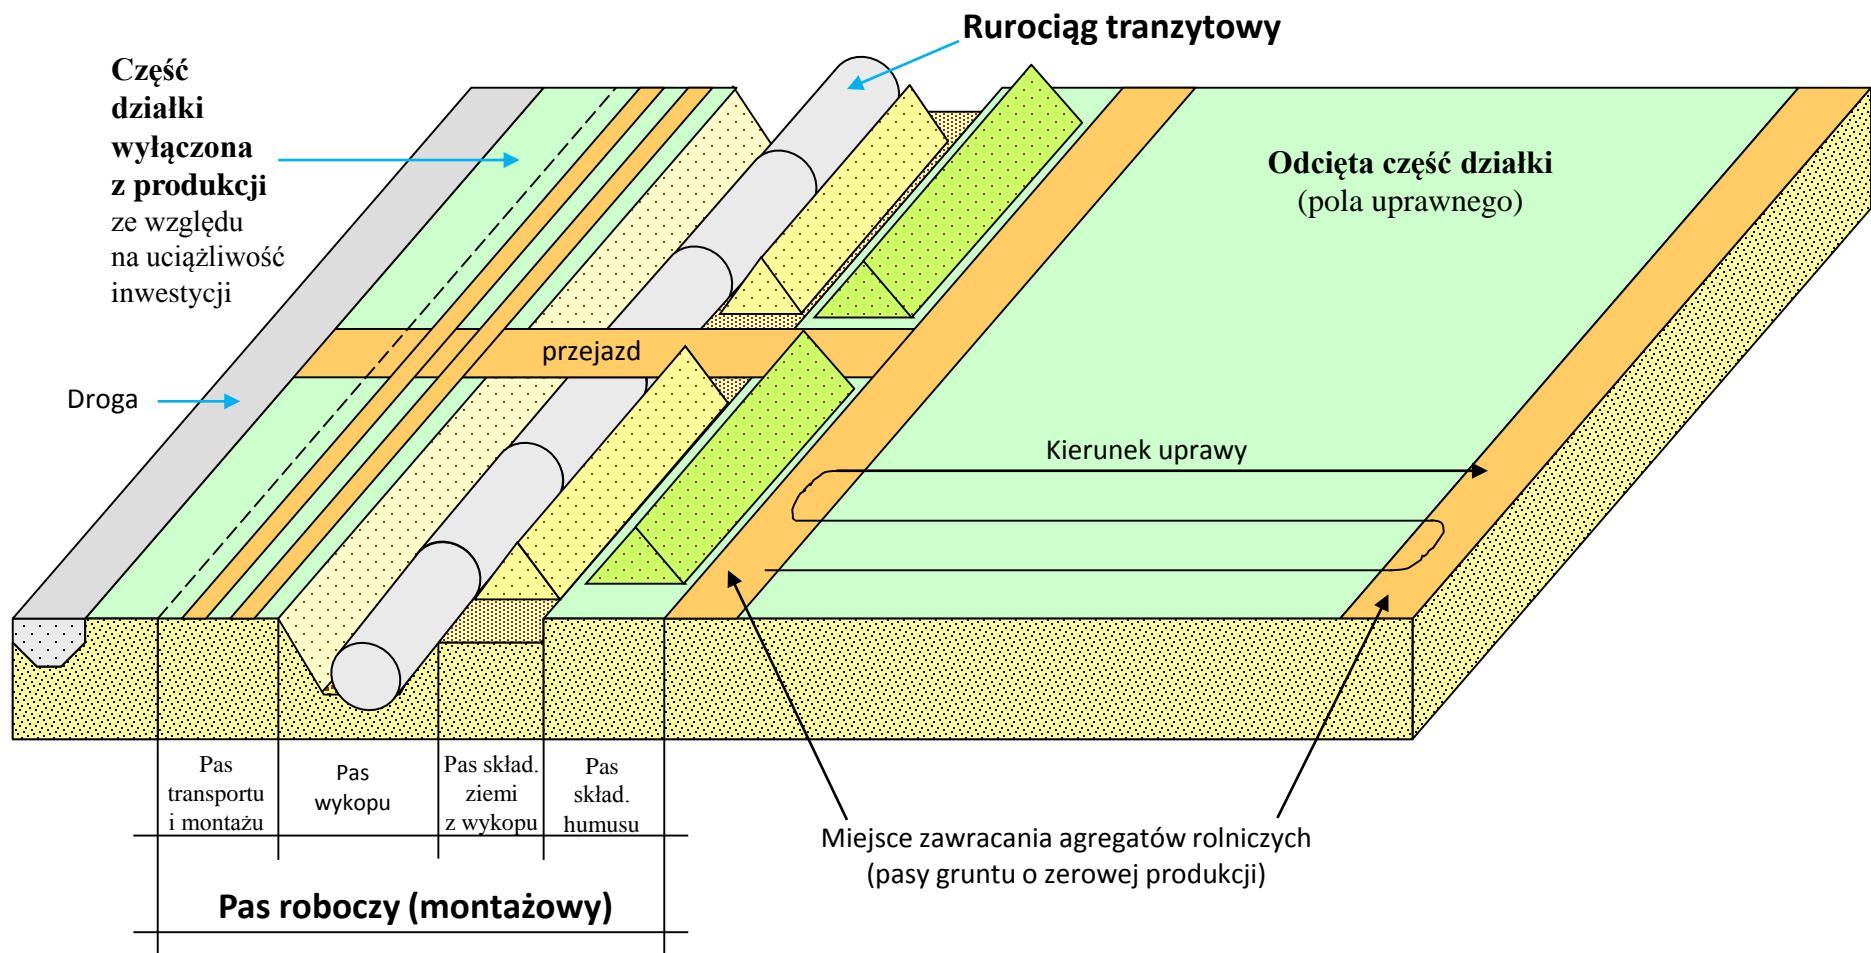 Rurociąg tranzytowy
Część
działki
wyłączona
z produkcji
ze względu
na uciążliwość
inwestycji
Odcięta część działki
(pola uprawnego)
przejazd
Droga
Kierunek uprawy
Pas
transportu
i montażu
Pas
wykopu
Pas skład.
ziemi
z wykopu
Pas
skład.
humusu
Miejsce zawracania agregatów rolniczych
(pasy gruntu o zerowej produkcji)
Pas roboczy (montażowy)